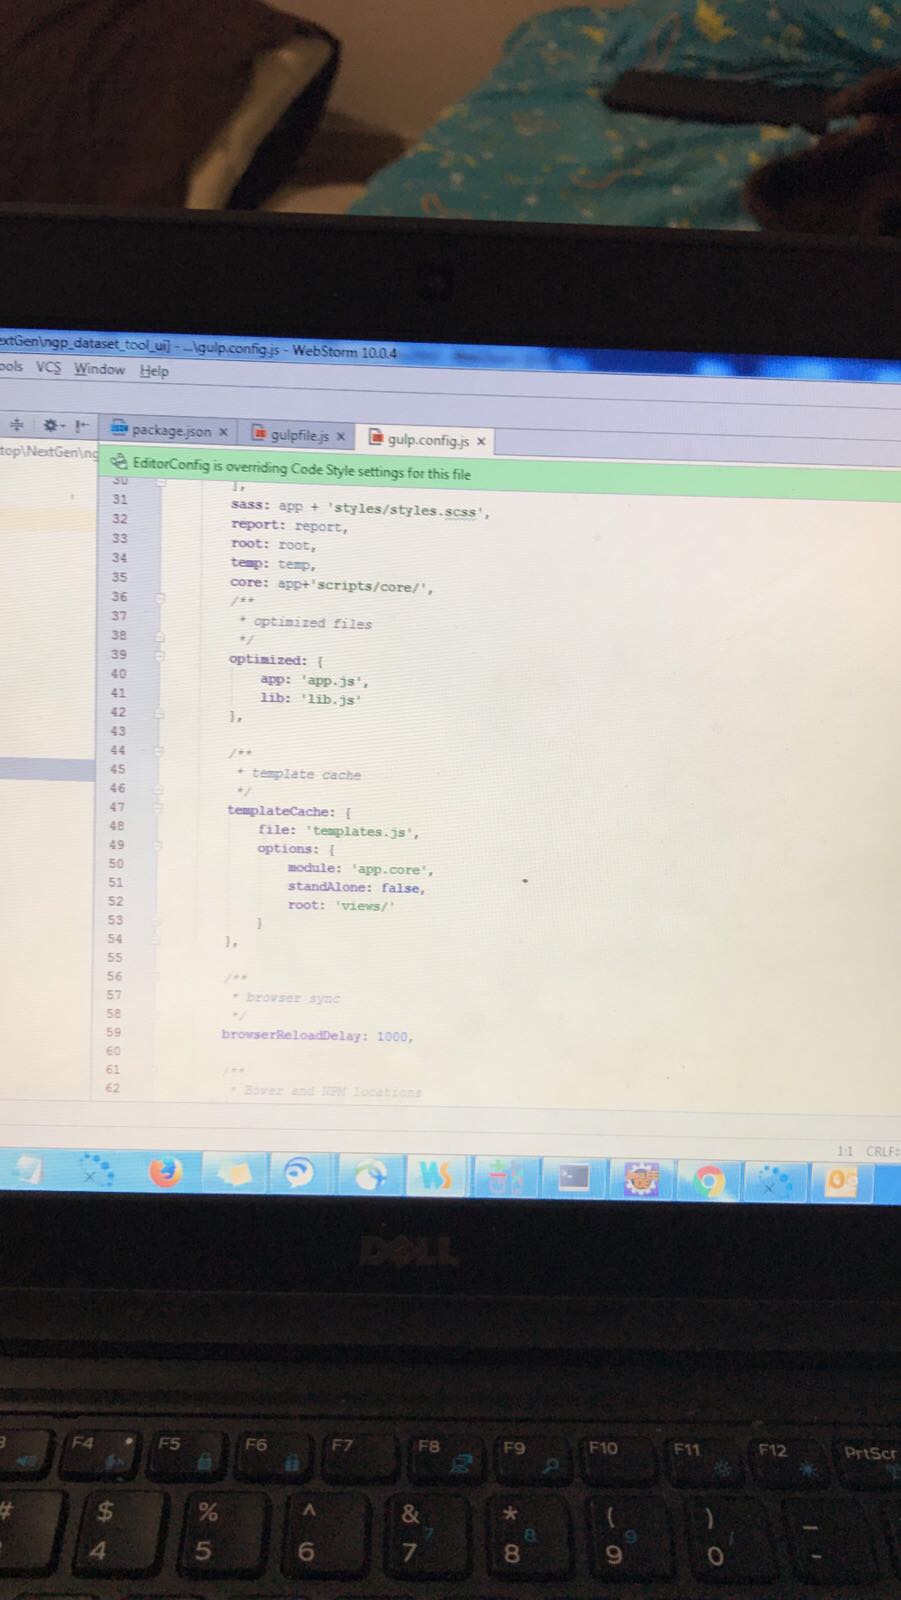 extGen\ngp_dataset_tool_ui] - ...\gulp.config.js - WebStorm 10.0.4
ools VCS Window Help
package.json × gulpfile.js × gulp.config.js ×
top\NextGen\ng
EditorConfig is overriding Code Style settings for this file
30 ],
31 sass: app + 'styles/styles.scss',
32 report: report,
33 root: root,
34 temp: temp,
35 core: app+'scripts/core/',
36 /**
37 * optimized files
38 */
39 optimized: {
40 app: 'app.js',
41 lib: 'lib.js'
42 },
43
44 /**
45 * template cache
46 */
47 templateCache: {
48 file: 'templates.js',
49 options: {
50 module: 'app.core',
51 standAlone: false,
52 root: 'views/'
53 }
54 },
55
56 /**
57 * browser sync
58 */
59 browserReloadDelay: 1000,
60
61 /**
62 * Bower and NPM locations
1:1 CRLF
WS
DELL
F4 F5 F6 F7 F8 F9 F10 F11 F12 PrtScr
# $ % ^ & * ( ) _
4 5 6 7 8 9 0 -
7 8 9 /